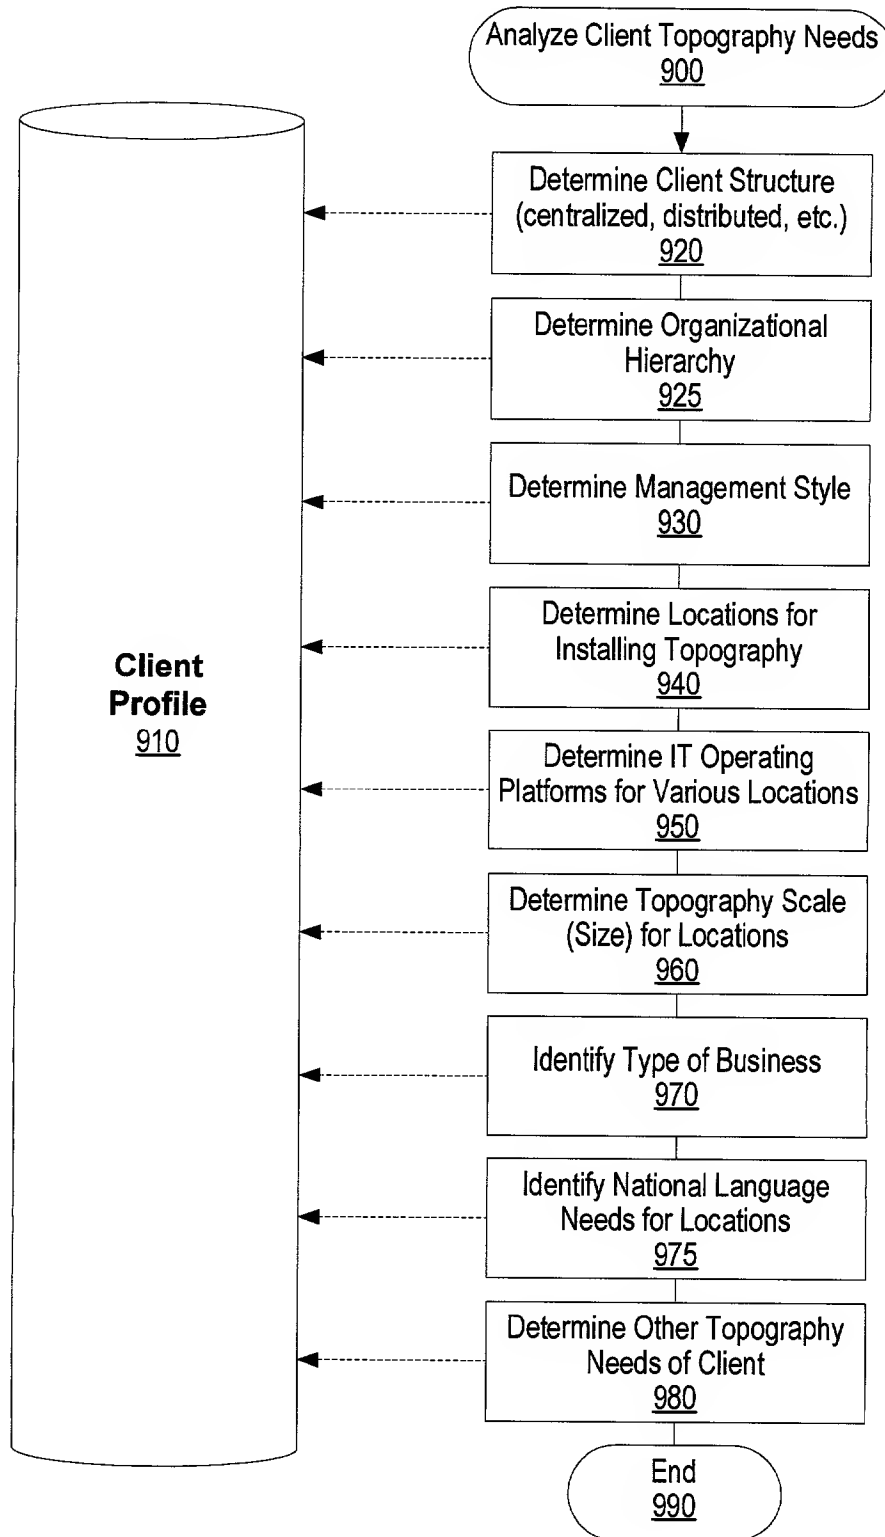 Analyze Client Topography Needs
900
Determine Client Structure
(centralized, distributed, etc.)
920
Determine Organizational
Hierarchy
925
Determine Management Style
930
Determine Locations for
Installing Topography
940
Client
Profile
910
Determine IT Operating
Platforms for Various Locations
950
Determine Topography Scale
(Size) for Locations
960
Identify Type of Business
970
Identify National Language
Needs for Locations
975
Determine Other Topography
Needs of Client
980
End
990